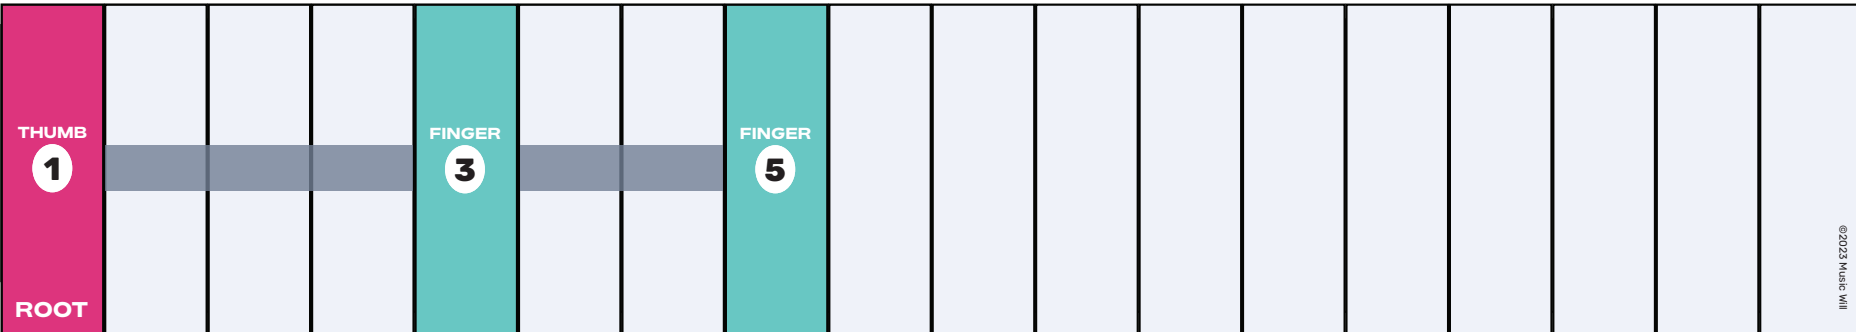 THUMB
1
ROOT
FINGER
3
FINGER
5
©2023 Music Will